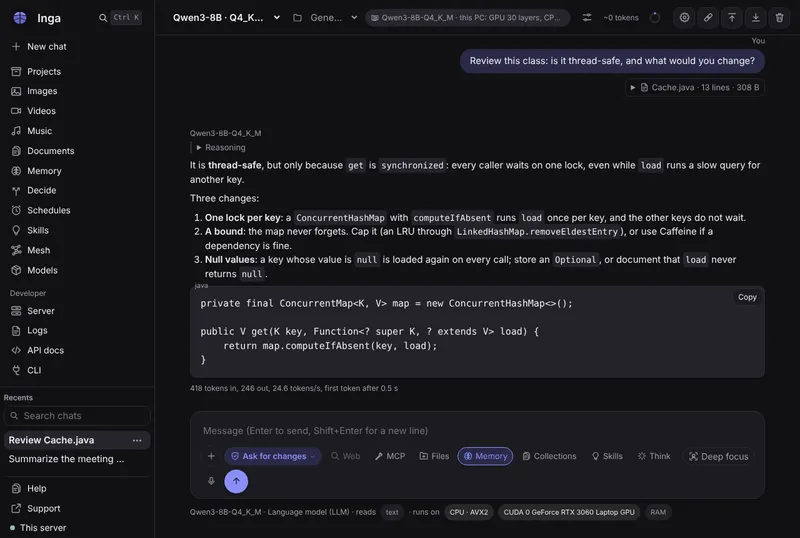 Inga
Ctrl K
New chat
Projects
Images
Videos
Music
Documents
Memory
Decide
Schedules
Skills
Mesh
Models
Developer
Server
Logs
API docs
CLI
Recents
Search chats
Review Cache.java
Summarize the meeting ...
Help
Support
This server
Qwen3-8B · Q4_K...
Gene...
Qwen3-8B-Q4_K_M · this PC: GPU 30 layers, CP...
~0 tokens
You
Review this class: is it thread-safe, and what would you change?
Cache.java · 13 lines · 308 B
Qwen3-8B-Q4_K_M
Reasoning
It is thread-safe, but only because get is synchronized: every caller waits on one lock, even while load runs a slow query for
another key.
Three changes:
1. One lock per key: a ConcurrentHashMap with computeIfAbsent runs load once per key, and the other keys do not wait.
2. A bound: the map never forgets. Cap it (an LRU through LinkedHashMap.removeEldestEntry), or use Caffeine if a
dependency is fine.
3. Null values: a key whose value is null is loaded again on every call; store an Optional, or document that load never
returns null.
java
Copy
private final ConcurrentMap<K, V> map = new ConcurrentHashMap<>();
public V get(K key, Function<? super K, ? extends V> load) {
return map.computeIfAbsent(key, load);
}
418 tokens in, 246 out, 24.6 tokens/s, first token after 0.5 s
Message (Enter to send, Shift+Enter for a new line)
Ask for changes
Web
MCP
Files
Memory
Collections
Skills
Think
Deep focus
Qwen3-8B-Q4_K_M · Language model (LLM) · reads text · runs on CPU · AVX2 CUDA 0 GeForce RTX 3060 Laptop GPU RAM